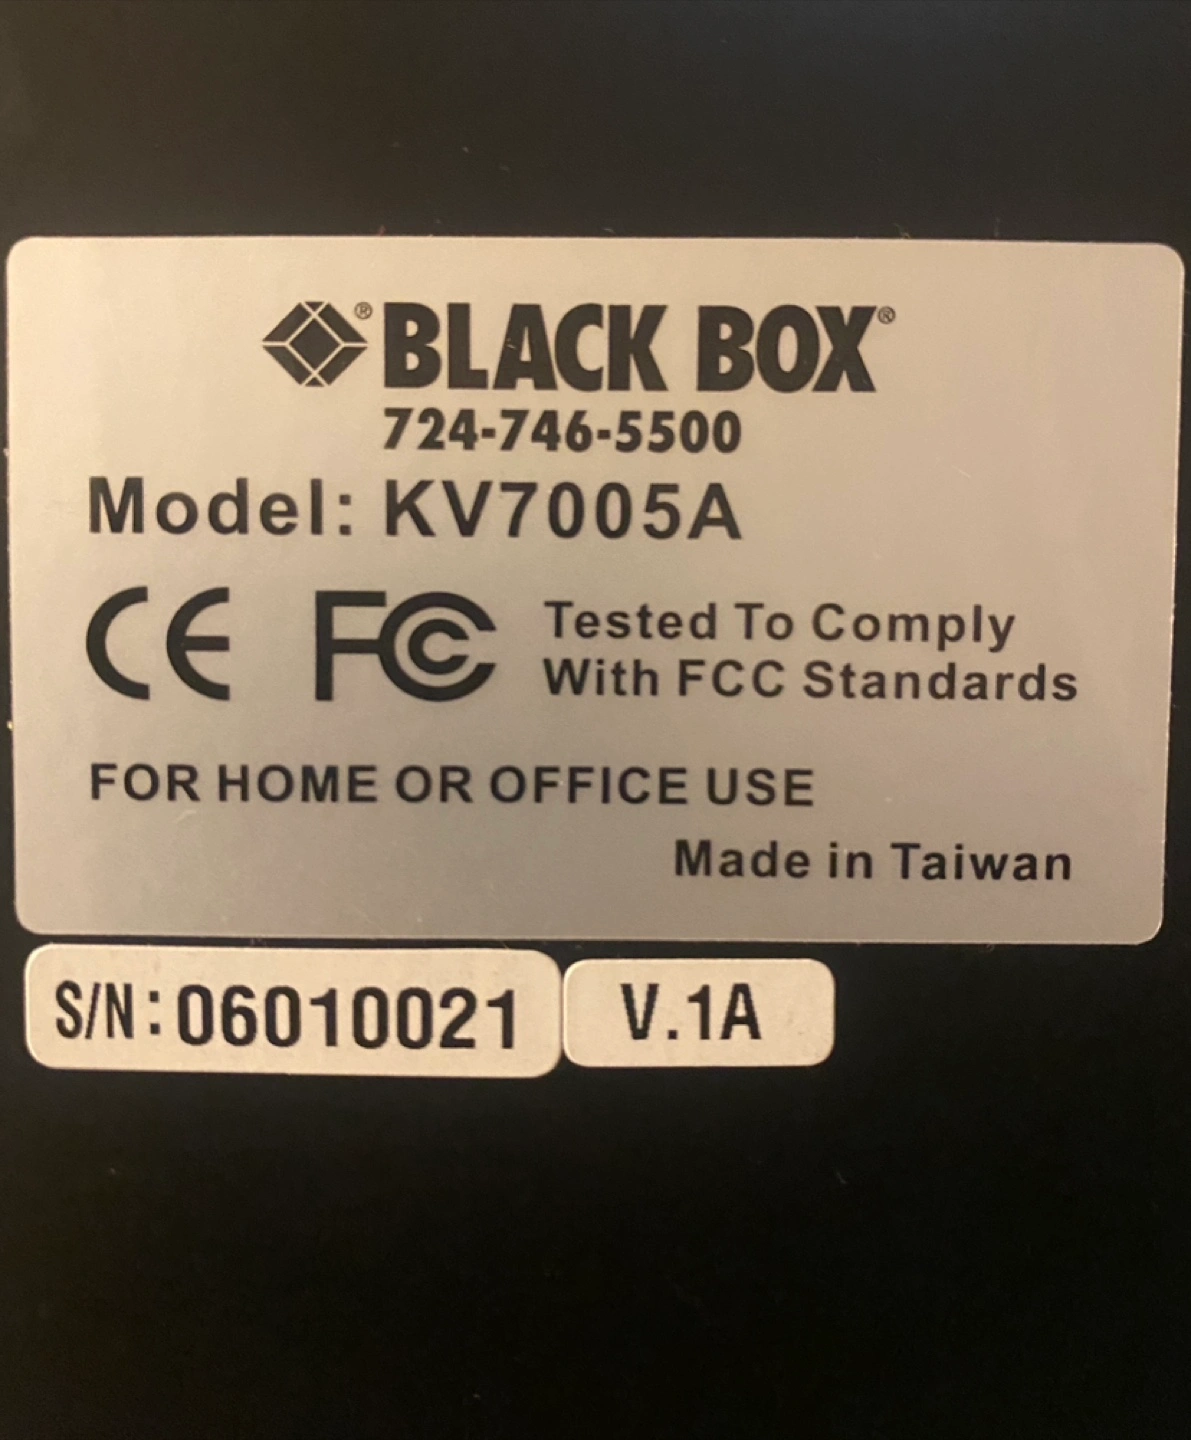 ® BLACK BOX®
724-746-5500
Model: KV7005A
CE FC Tested To Comply
With FCC Standards
FOR HOME OR OFFICE USE
Made in Taiwan
S/N: 06010021 V.1A